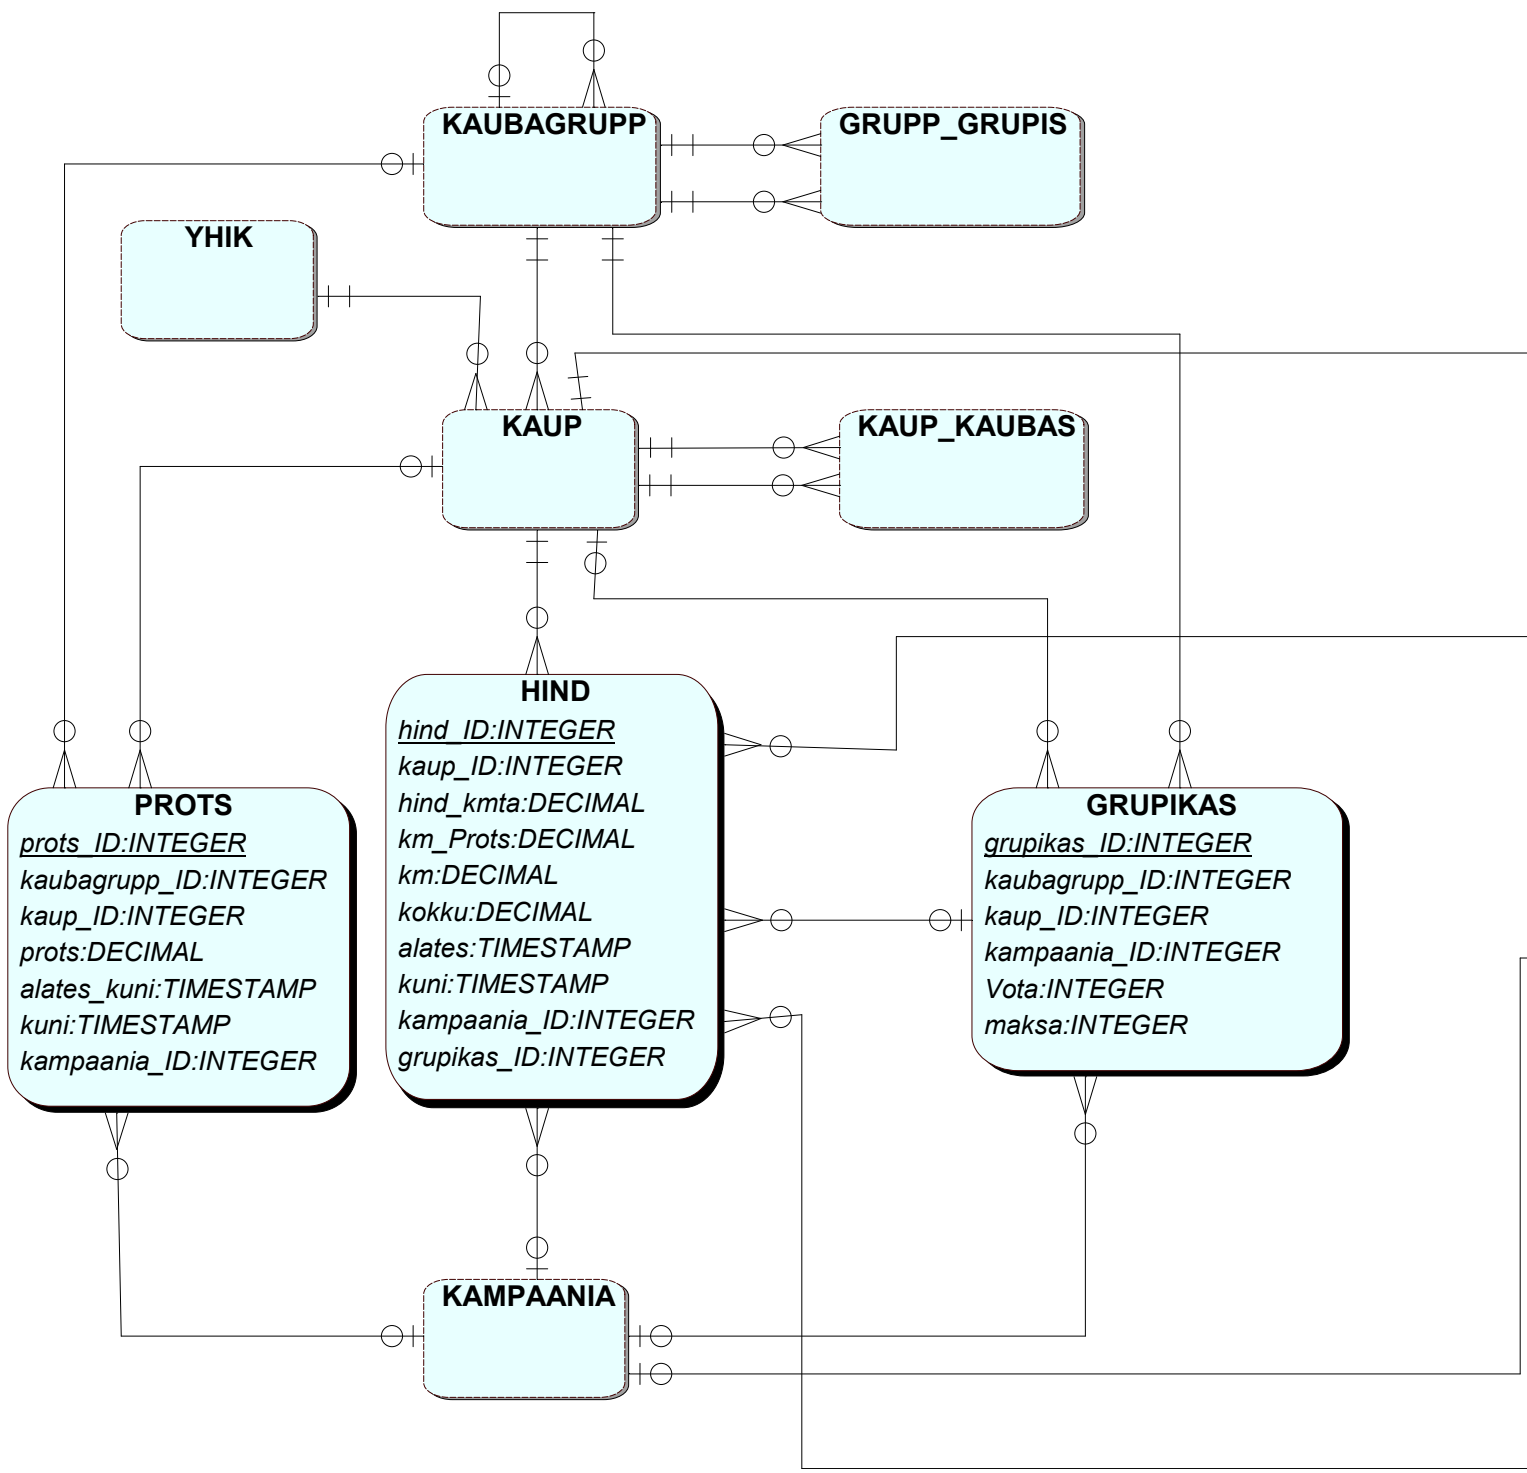 KAUBAGRUPP
GRUPP_GRUPIS
YHIK
KAUP
KAUP_KAUBAS
HIND
hind_ID:INTEGER
kaup_ID:INTEGER
hind_kmta:DECIMAL
km_Prots:DECIMAL
km:DECIMAL
kokku:DECIMAL
alates:TIMESTAMP
kuni:TIMESTAMP
kampaania_ID:INTEGER
grupikas_ID:INTEGER
PROTS
prots_ID:INTEGER
kaubagrupp_ID:INTEGER
kaup_ID:INTEGER
prots:DECIMAL
alates_kuni:TIMESTAMP
kuni:TIMESTAMP
kampaania_ID:INTEGER
GRUPIKAS
grupikas_ID:INTEGER
kaubagrupp_ID:INTEGER
kaup_ID:INTEGER
kampaania_ID:INTEGER
Vota:INTEGER
maksa:INTEGER
KAMPAANIA